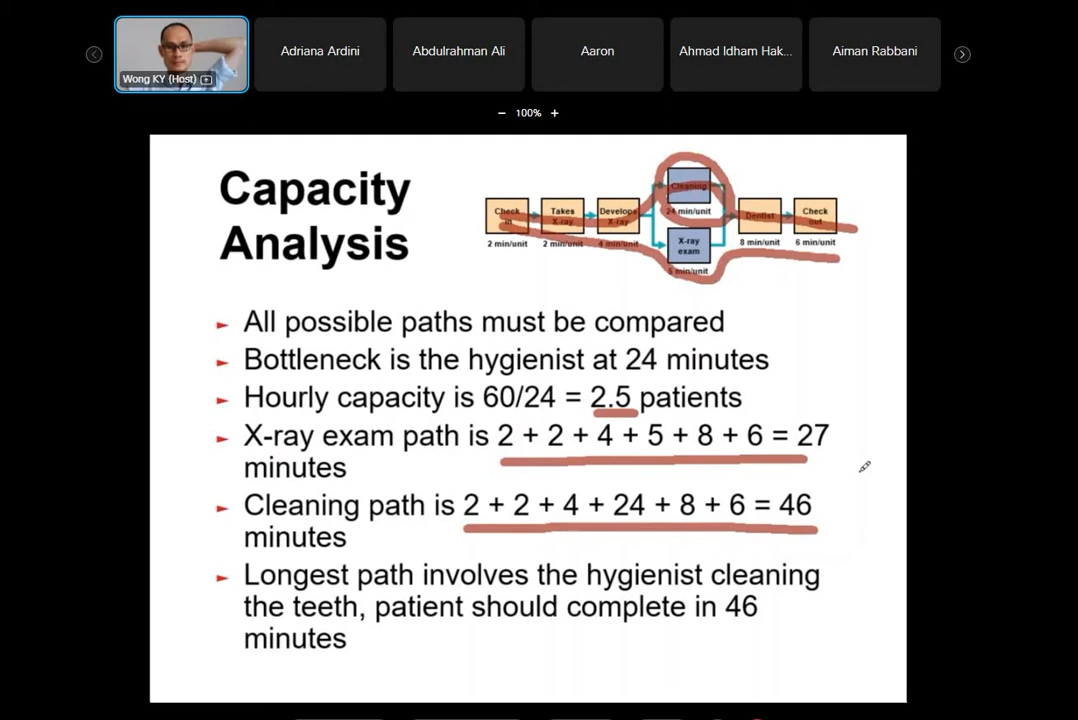 Wong KY (Host)
Adriana Ardini
Abdulrahman Ali
Aaron
Ahmad Idham Hak...
Aiman Rabbani
− 100% +
Capacity
Analysis
Check
in
2 min/unit
Takes
X-ray
2 min/unit
Develops
X-ray
4 min/unit
Cleaning
24 min/unit
X-ray
exam
5 min/unit
Dentist
8 min/unit
Check
out
6 min/unit
► All possible paths must be compared
► Bottleneck is the hygienist at 24 minutes
► Hourly capacity is 60/24 = 2.5 patients
► X-ray exam path is 2 + 2 + 4 + 5 + 8 + 6 = 27
minutes
► Cleaning path is 2 + 2 + 4 + 24 + 8 + 6 = 46
minutes
► Longest path involves the hygienist cleaning
the teeth, patient should complete in 46
minutes